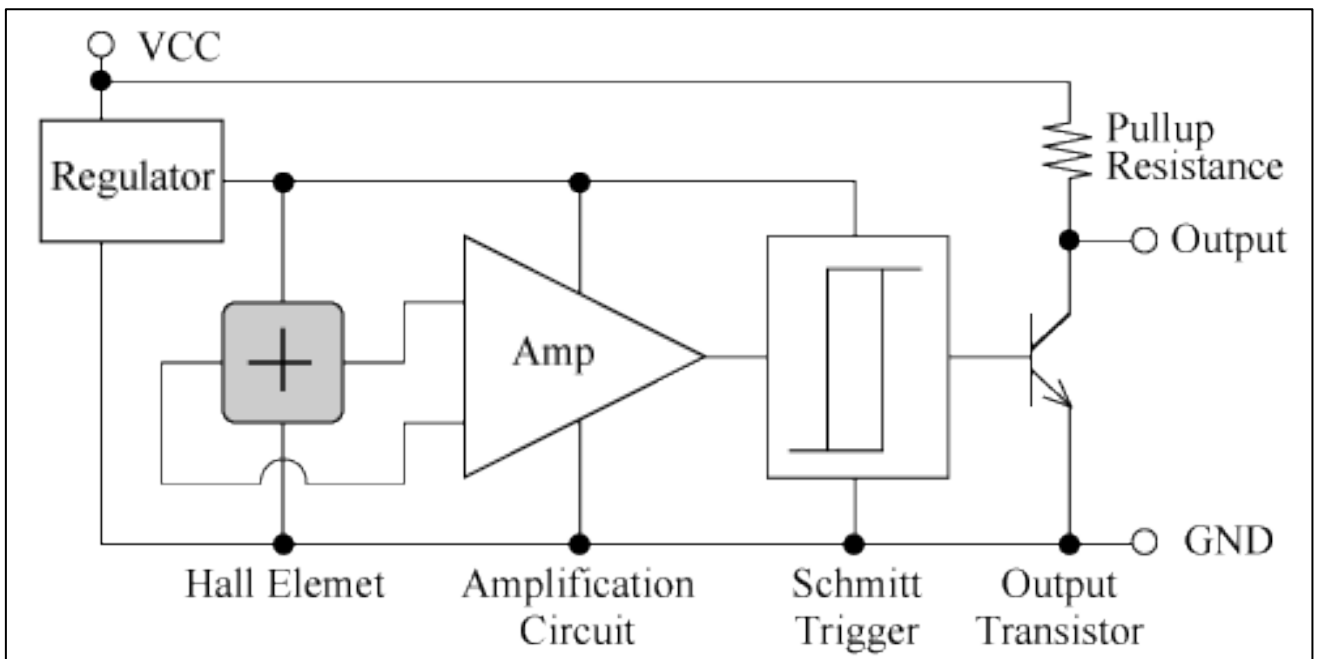 VCC
Regulator
Pullup
Resistance
Output
Amp
GND
Hall Elemet
Amplification
Circuit
Schmitt
Trigger
Output
Transistor